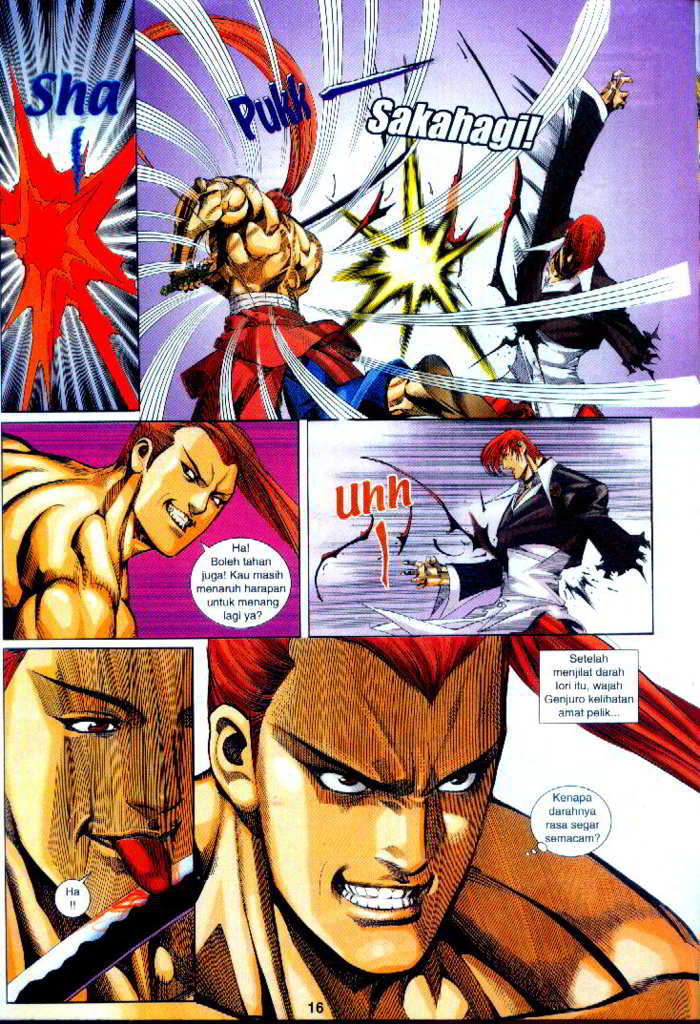 Sha
Pukk
Sakahagi!
Ha!
Boleh tahan
juga! Kau masih
menaruh harapan
untuk menang
lagi ya?
Uhh
Setelah
menjilat darah
Iori itu, wajah
Genjuro kelihatan
amat pelik...
Ha
!!
Kenapa
darahnya
rasa segar
semacam?
16